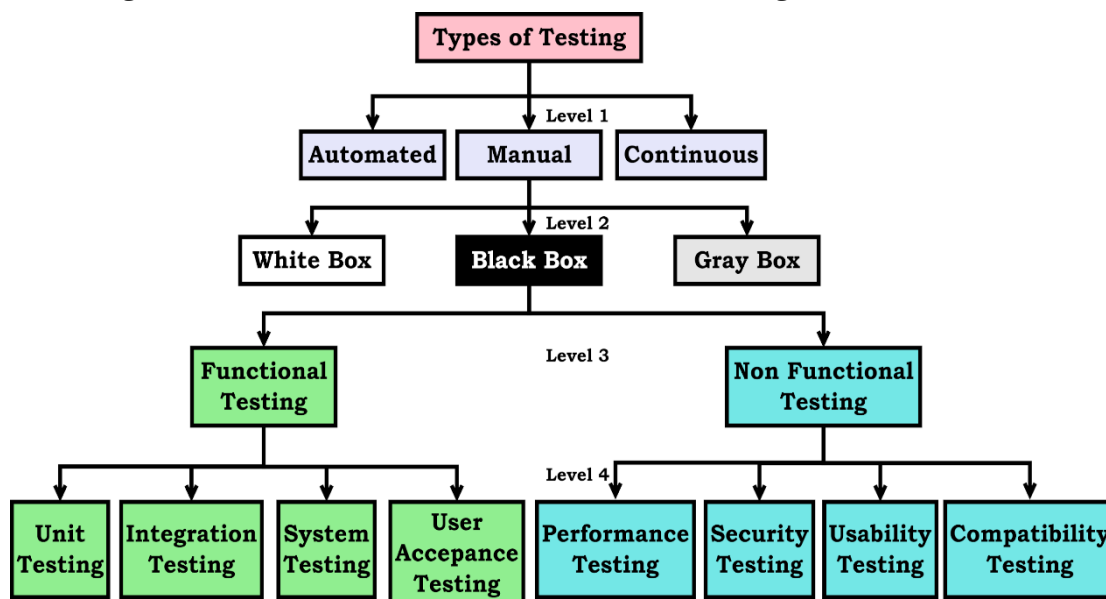 Types of Testing
Level 1
Automated
Manual
Continuous
Level 2
White Box
Black Box
Gray Box
Level 3
Functional
Testing
Non Functional
Testing
Level 4
Unit
Testing
Integration
Testing
System
Testing
User
Accepance
Testing
Performance
Testing
Security
Testing
Usability
Testing
Compatibility
Testing